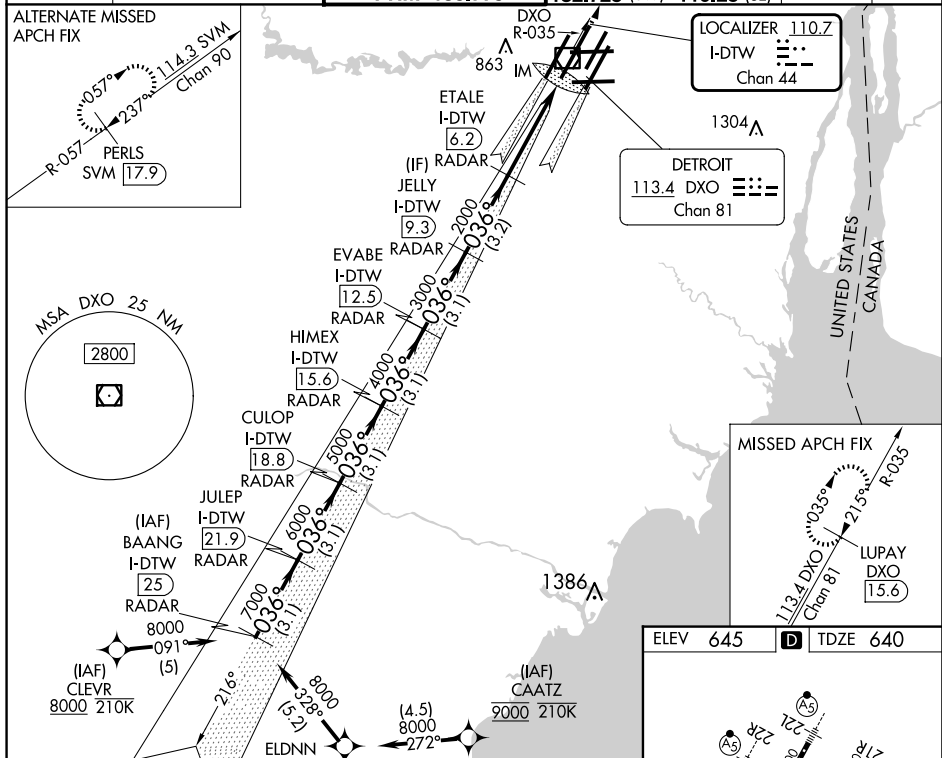 ALTERNATE MISSED
APCH FIX
057°
237°
114.3 SVM
Chan 90
R-057
PERLS
SVM 17.9
DXO
R-035
863
IM
LOCALIZER 110.7
I-DTW
Chan 44
1304
DETROIT
113.4 DXO
Chan 81
UNITED STATES
CANADA
ETALE
I-DTW
6.2
RADAR
(IF)
JELLY
I-DTW
9.3
RADAR
2000
036°
(3.2)
EVABE
I-DTW
12.5
RADAR
3000
036°
(3.1)
HIMEX
I-DTW
15.6
RADAR
4000
036°
(3.1)
CULOP
I-DTW
18.8
RADAR
5000
036°
(3.1)
JULEP
I-DTW
21.9
RADAR
6000
036°
(3.1)
(IAF)
BAANG
I-DTW
25
RADAR
7000
036°
(3.1)
MSA DXO 25 NM
2800
8000
091°
(5)
(IAF)
CLEVR
8000 210K
216°
8000
328°
(5.2)
ELDNN
(4.5)
8000
272°
(IAF)
CAATZ
9000 210K
1386
MISSED APCH FIX
R-035
035°
215°
113.4 DXO
Chan 81
LUPAY
DXO
15.6
ELEV 645
D
TDZE 640
A5
22R
A5
22L
21R